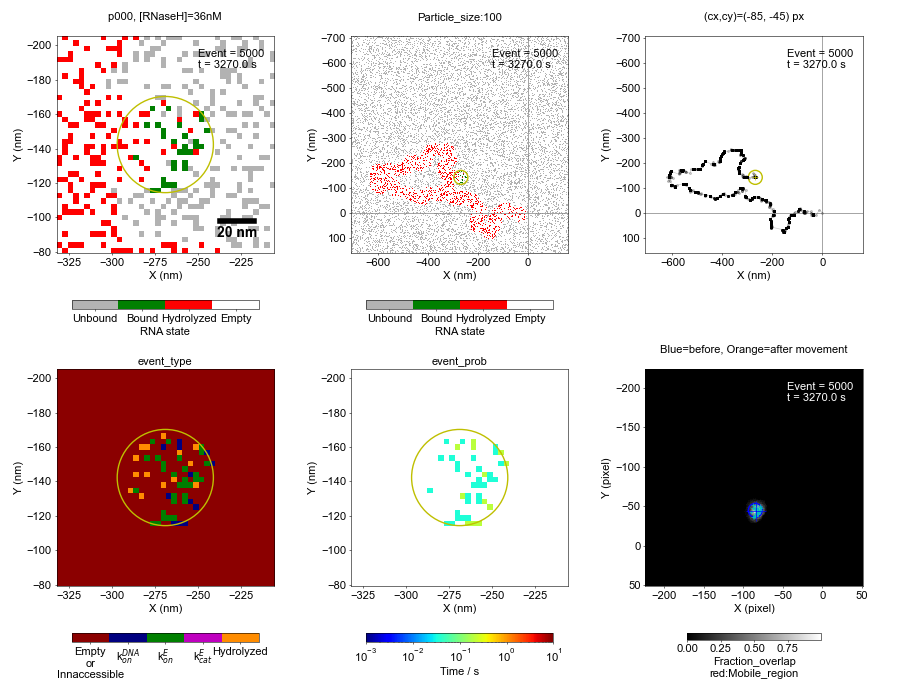 p000, [RNaseH]=36nM
Event = 5000
t = 3270.0 s
20 nm
Y (nm)
−200
−180
−160
−140
−120
−100
−80
−325 −300 −275 −250 −225
X (nm)
Unbound Bound Hydrolyzed Empty
RNA state
Particle_size:100
Event = 5000
t = 3270.0 s
Y (nm)
−700
−600
−500
−400
−300
−200
−100
0
100
−600 −400 −200 0
X (nm)
Unbound Bound Hydrolyzed Empty
RNA state
(cx,cy)=(-85, -45) px
Event = 5000
t = 3270.0 s
Y (nm)
−700
−600
−500
−400
−300
−200
−100
0
100
−600 −400 −200 0
X (nm)
event_type
Y (nm)
−200
−180
−160
−140
−120
−100
−80
−325 −300 −275 −250 −225
X (nm)
Empty
or
Innaccessible
k_on^DNA k_on^E k_cat^E Hydrolyzed
event_prob
Y (nm)
−200
−180
−160
−140
−120
−100
−80
−325 −300 −275 −250 −225
X (nm)
10^−3 10^−2 10^−1 10^0 10^1
Time / s
Blue=before, Orange=after movement
Event = 5000
t = 3270.0 s
Y (pixel)
−200
−150
−100
−50
0
50
−200 −150 −100 −50 0 50
X (pixel)
0.00 0.25 0.50 0.75
Fraction_overlap
red:Mobile_region